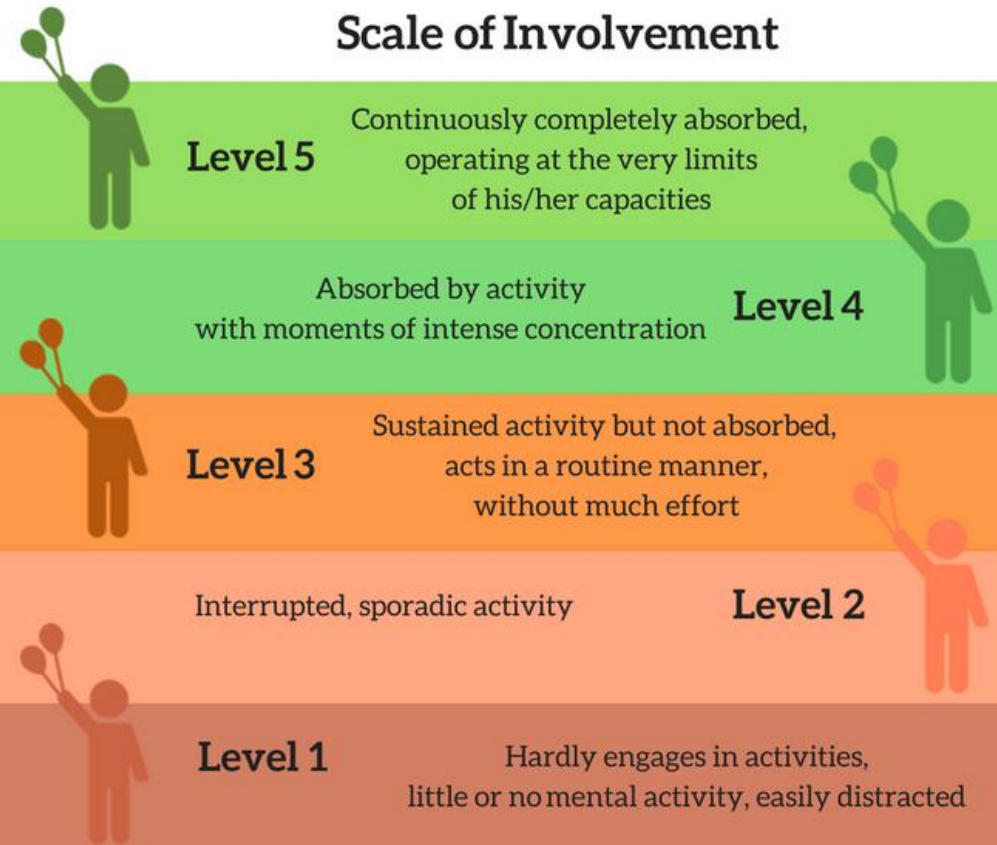 Scale of Involvement
Level 5
Continuously completely absorbed,
operating at the very limits
of his/her capacities
Absorbed by activity
with moments of intense concentration
Level 4
Level 3
Sustained activity but not absorbed,
acts in a routine manner,
without much effort
Interrupted, sporadic activity
Level 2
Level 1
Hardly engages in activities,
little or no mental activity, easily distracted